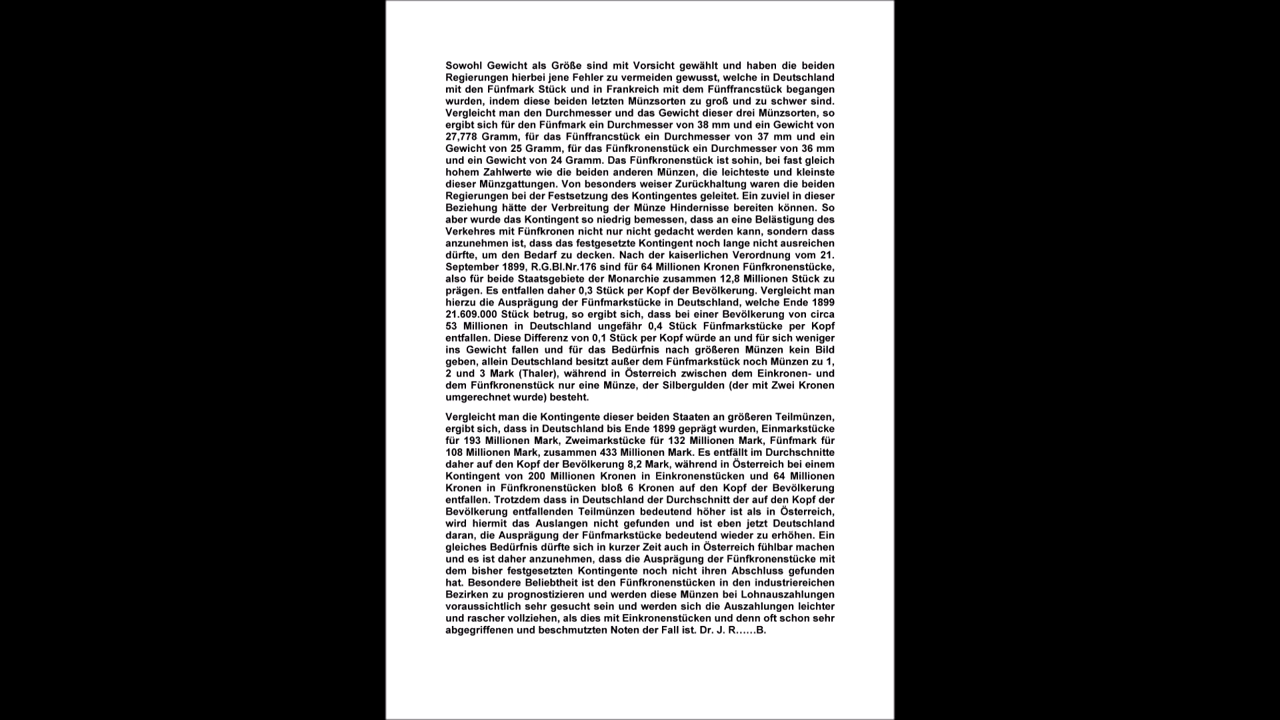 Sowohl Gewicht als Größe sind mit Vorsicht gewählt und haben die beiden
Regierungen hierbei jene Fehler zu vermeiden gewusst, welche in Deutschland
mit den Fünfmark Stück und in Frankreich mit dem Fünffrancstück begangen
wurden, indem diese beiden letzten Münzsorten zu groß und zu schwer sind.
Vergleicht man den Durchmesser und das Gewicht dieser drei Münzsorten, so
ergibt sich für den Fünfmark ein Durchmesser von 38 mm und ein Gewicht von
27,778 Gramm, für das Fünffrancstück ein Durchmesser von 37 mm und ein
Gewicht von 25 Gramm, für das Fünfkronenstück ein Durchmesser von 36 mm
und ein Gewicht von 24 Gramm. Das Fünfkronenstück ist sohin, bei fast gleich
hohem Zahlwerte wie die beiden anderen Münzen, die leichteste und kleinste
dieser Münzgattungen. Von besonders weiser Zurückhaltung waren die beiden
Regierungen bei der Festsetzung des Kontingentes geleitet. Ein zuviel in dieser
Beziehung hätte der Verbreitung der Münze Hindernisse bereiten können. So
aber wurde das Kontingent so niedrig bemessen, dass an eine Belästigung des
Verkehres mit Fünfkronen nicht nur nicht gedacht werden kann, sondern dass
anzunehmen ist, dass das festgesetzte Kontingent noch lange nicht ausreichen
dürfte, um den Bedarf zu decken. Nach der kaiserlichen Verordnung vom 21.
September 1899, R.G.Bl.Nr.176 sind für 64 Millionen Kronen Fünfkronenstücke,
also für beide Staatsgebiete der Monarchie zusammen 12,8 Millionen Stück zu
prägen. Es entfallen daher 0,3 Stück per Kopf der Bevölkerung. Vergleicht man
hierzu die Ausprägung der Fünfmarkstücke in Deutschland, welche Ende 1899
21.609.000 Stück betrug, so ergibt sich, dass bei einer Bevölkerung von circa
53 Millionen in Deutschland ungefähr 0,4 Stück Fünfmarkstücke per Kopf
entfallen. Diese Differenz von 0,1 Stück per Kopf würde an und für sich weniger
ins Gewicht fallen und für das Bedürfnis nach größeren Münzen kein Bild
geben, allein Deutschland besitzt außer dem Fünfmarkstück noch Münzen zu 1,
2 und 3 Mark (Thaler), während in Österreich zwischen dem Einkronen- und
dem Fünfkronenstück nur eine Münze, der Silbergulden (der mit Zwei Kronen
umgerechnet wurde) besteht.
Vergleicht man die Kontingente dieser beiden Staaten an größeren Teilmünzen,
ergibt sich, dass in Deutschland bis Ende 1899 geprägt wurden, Einmarkstücke
für 193 Millionen Mark, Zweimarkstücke für 132 Millionen Mark, Fünfmark für
108 Millionen Mark, zusammen 433 Millionen Mark. Es entfällt im Durchschnitte
daher auf den Kopf der Bevölkerung 8,2 Mark, während in Österreich bei einem
Kontingent von 200 Millionen Kronen in Einkronenstücken und 64 Millionen
Kronen in Fünfkronenstücken bloß 6 Kronen auf den Kopf der Bevölkerung
entfallen. Trotzdem dass in Deutschland der Durchschnitt der auf den Kopf der
Bevölkerung entfallenden Teilmünzen bedeutend höher ist als in Österreich,
wird hiermit das Auslangen nicht gefunden und ist eben jetzt Deutschland
daran, die Ausprägung der Fünfmarkstücke bedeutend wieder zu erhöhen. Ein
gleiches Bedürfnis dürfte sich in kurzer Zeit auch in Österreich fühlbar machen
und es ist daher anzunehmen, dass die Ausprägung der Fünfkronenstücke mit
dem bisher festgesetzten Kontingente noch nicht ihren Abschluss gefunden
hat. Besondere Beliebtheit ist den Fünfkronenstücken in den industriereichen
Bezirken zu prognostizieren und werden diese Münzen bei Lohnauszahlungen
voraussichtlich sehr gesucht sein und werden sich die Auszahlungen leichter
und rascher vollziehen, als dies mit Einkronenstücken und denn oft schon sehr
abgegriffenen und beschmutzten Noten der Fall ist. Dr. J. R……B.